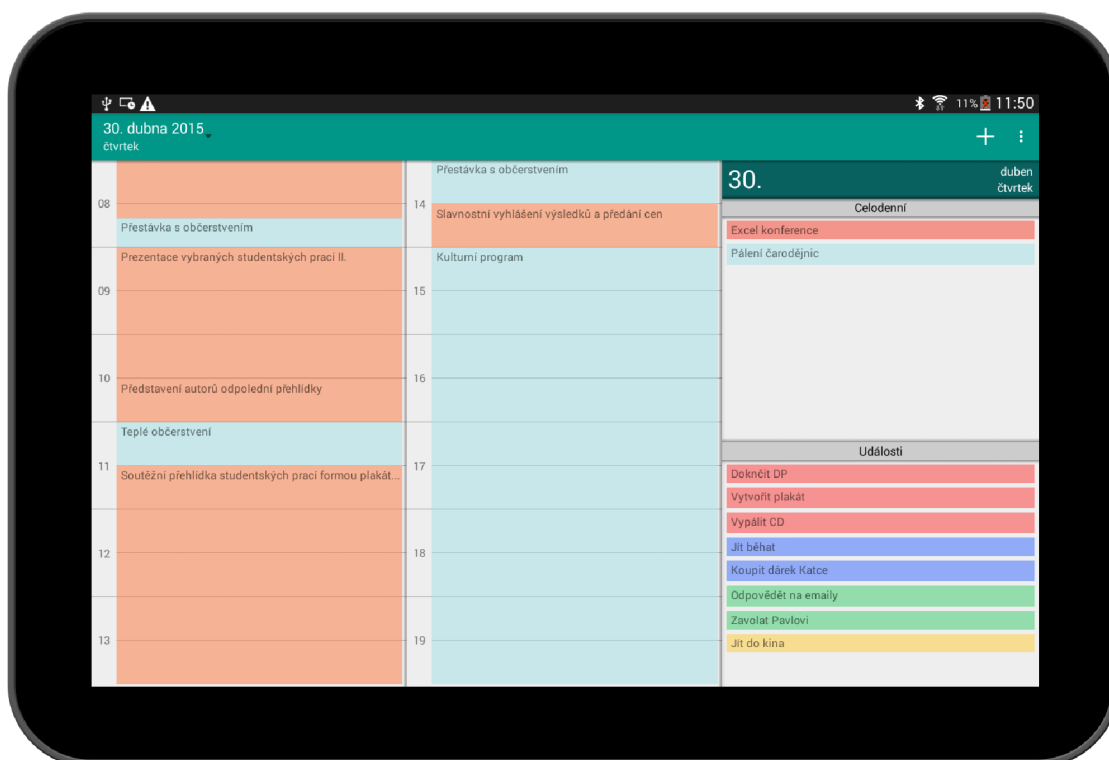 11% 11:50
30. dubna 2015
čtvrtek
08
Přestávka s občerstvením
Prezentace vybraných studentských prací II.
09
10
Představení autorů odpolední přehlídky
Teplé občerstvení
11
Soutěžní přehlídka studentských prací formou plakát...
12
13
Přestávka s občerstvením
14
Slavnostní vyhlášení výsledků a předání cen
Kulturní program
15
16
17
18
19
30.
duben
čtvrtek
Celodenní
Excel konference
Pálení čarodějnic
Události
Doknčit DP
Vytvořit plakát
Vypálit CD
Jít běhat
Koupit dárek Katce
Odpovědět na emaily
Zavolat Pavlovi
Jít do kina